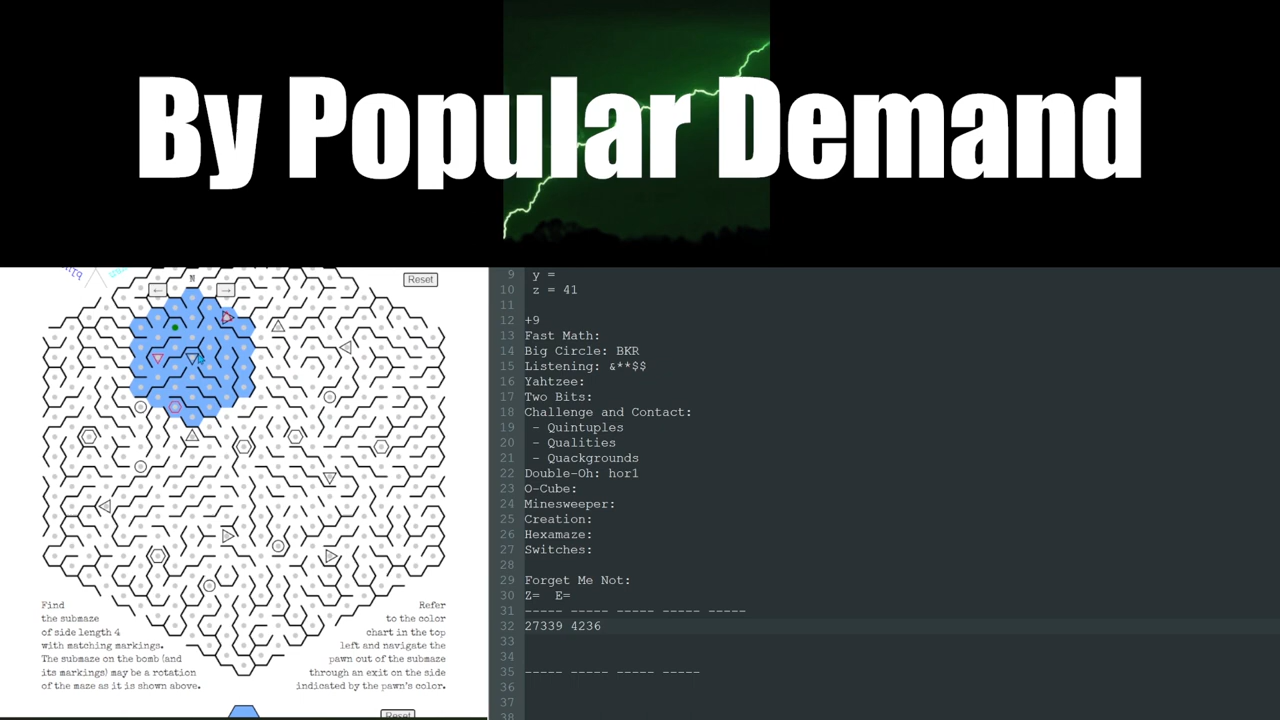 By Popular Demand
Reset
N
← →
Find
the submaze
of side length 4
with matching markings.
The submaze on the bomb (and
its markings) may be a rotation
of the maze as it is shown above.
Refer
to the color
chart in the top
left and navigate the
pawn out of the submaze
through an exit on the side
indicated by the pawn's color.
Reset
9 y =
10 z = 41
11
12 +9
13 Fast Math:
14 Big Circle: BKR
15 Listening: &**$$
16 Yahtzee:
17 Two Bits:
18 Challenge and Contact:
19 - Quintuples
20 - Qualities
21 - Quackgrounds
22 Double-Oh: hor1
23 O-Cube:
24 Minesweeper:
25 Creation:
26 Hexamaze:
27 Switches:
28
29 Forget Me Not:
30 Z= E=
31 ----- ----- ----- ----- -----
32 27339 4236
33
34
35 ----- ----- ----- -----
36
37
38